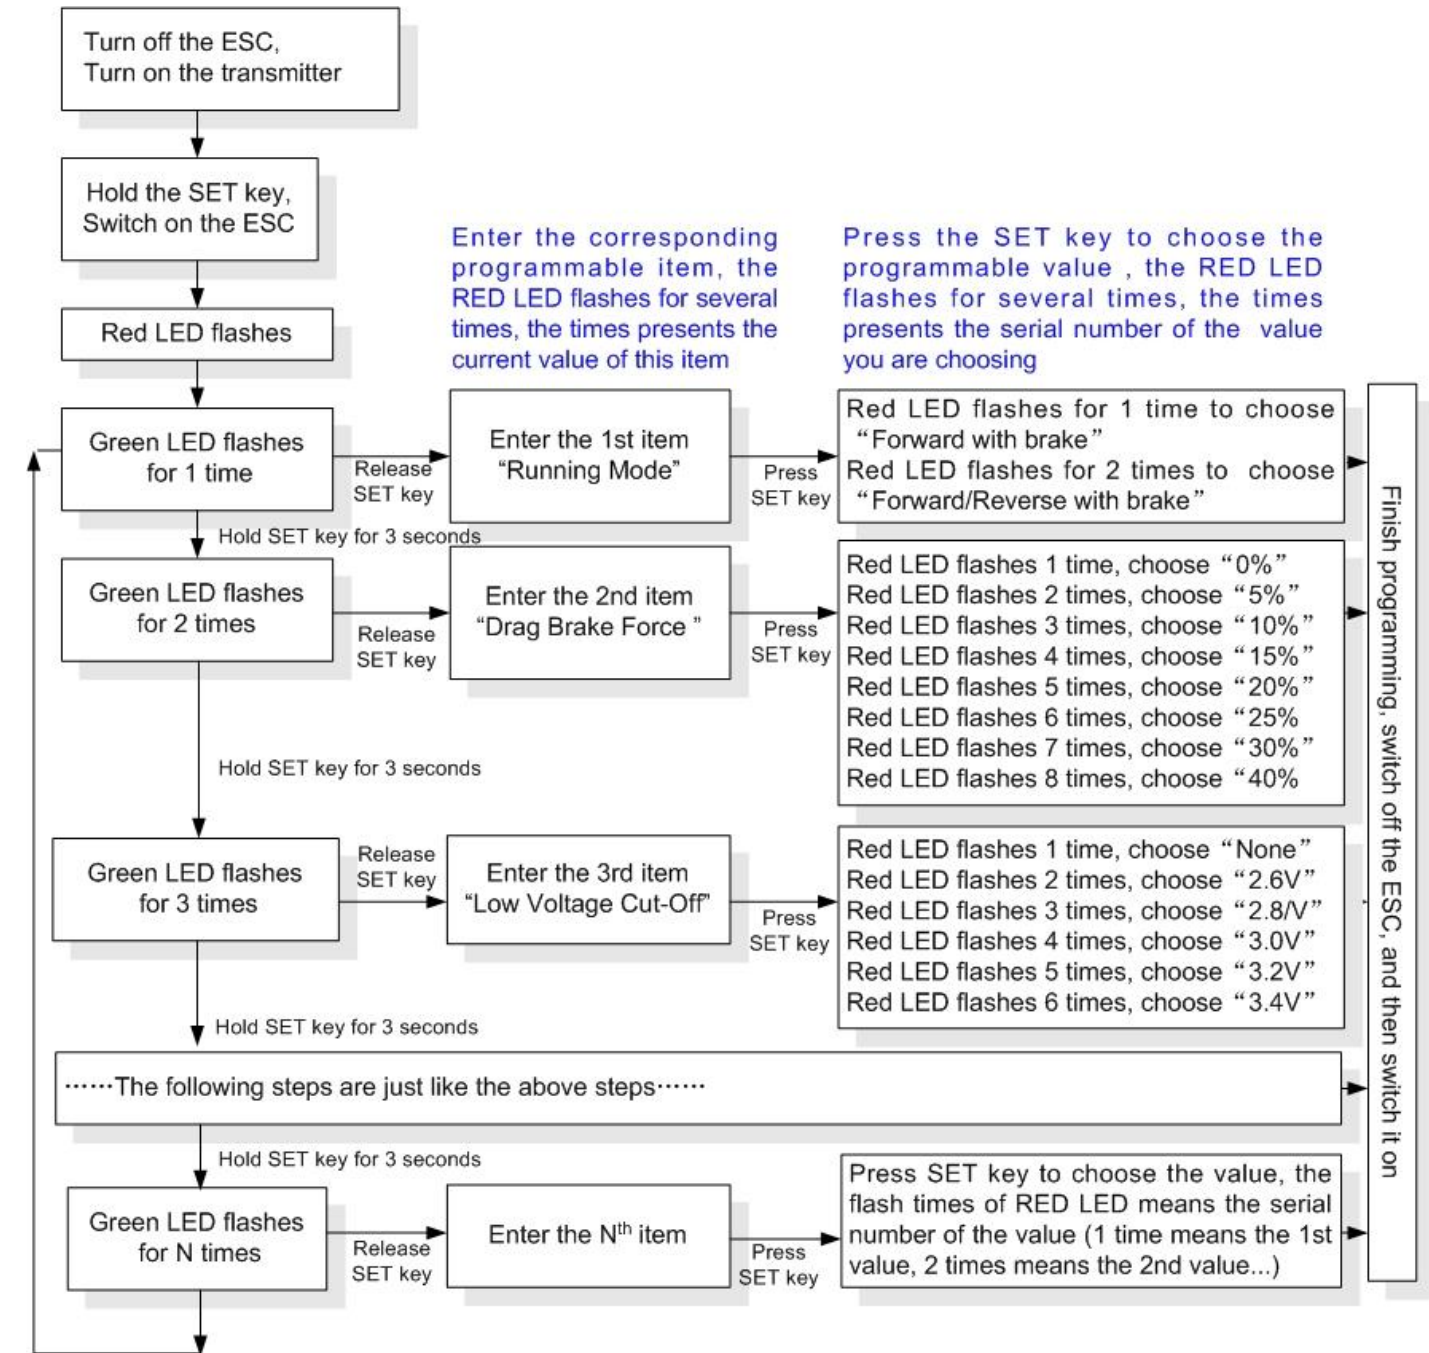 Turn off the ESC,
Turn on the transmitter
Hold the SET key,
Switch on the ESC
Red LED flashes
Enter the corresponding
programmable item, the
RED LED flashes for several
times, the times presents the
current value of this item
Press the SET key to choose the
programmable value , the RED LED
flashes for several times, the times
presents the serial number of the value
you are choosing
Green LED flashes
for 1 time
Release
SET key
Enter the 1st item
“Running Mode”
Press
SET key
Red LED flashes for 1 time to choose
“Forward with brake”
Red LED flashes for 2 times to choose
“Forward/Reverse with brake”
Hold SET key for 3 seconds
Green LED flashes
for 2 times
Release
SET key
Enter the 2nd item
“Drag Brake Force ”
Press
SET key
Red LED flashes 1 time, choose “0%”
Red LED flashes 2 times, choose “5%”
Red LED flashes 3 times, choose “10%”
Red LED flashes 4 times, choose “15%”
Red LED flashes 5 times, choose “20%”
Red LED flashes 6 times, choose “25%
Red LED flashes 7 times, choose “30%”
Red LED flashes 8 times, choose “40%
Hold SET key for 3 seconds
Green LED flashes
for 3 times
Release
SET key
Enter the 3rd item
“Low Voltage Cut-Off”
Press
SET key
Red LED flashes 1 time, choose “None”
Red LED flashes 2 times, choose “2.6V”
Red LED flashes 3 times, choose “2.8/V”
Red LED flashes 4 times, choose “3.0V”
Red LED flashes 5 times, choose “3.2V”
Red LED flashes 6 times, choose “3.4V”
Hold SET key for 3 seconds
······The following steps are just like the above steps······
Hold SET key for 3 seconds
Green LED flashes
for N times
Release
SET key
Enter the Nth item
Press
SET key
Press SET key to choose the value, the
flash times of RED LED means the serial
number of the value (1 time means the 1st
value, 2 times means the 2nd value...)
Finish programming, switch off the ESC, and then switch it on